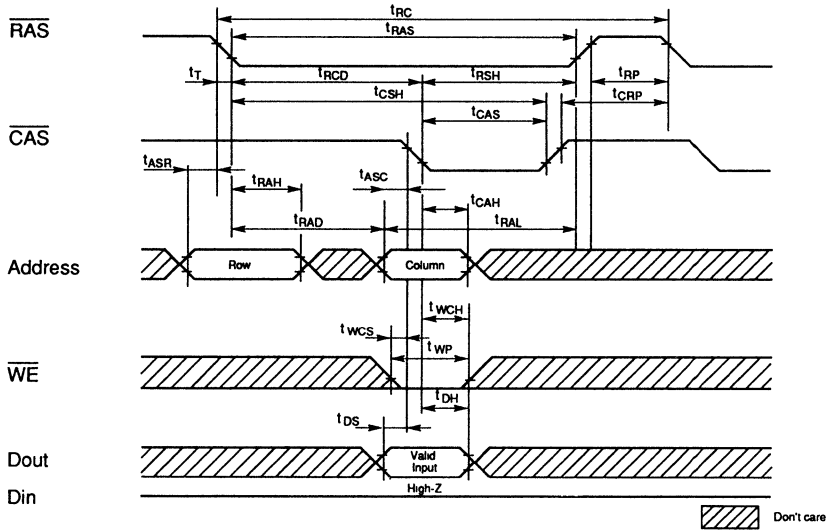 tRC
RAS
tRAS
tT
tRCD
tRSH
tRP
tCSH
tCRP
tCAS
CAS
tASR
tRAH
tASC
tCAH
tRAD
tRAL
Address
Row
Column
tWCH
tWCS
tWP
WE
tDH
tDS
Dout
Valid
Input
High-Z
Din
Don't care